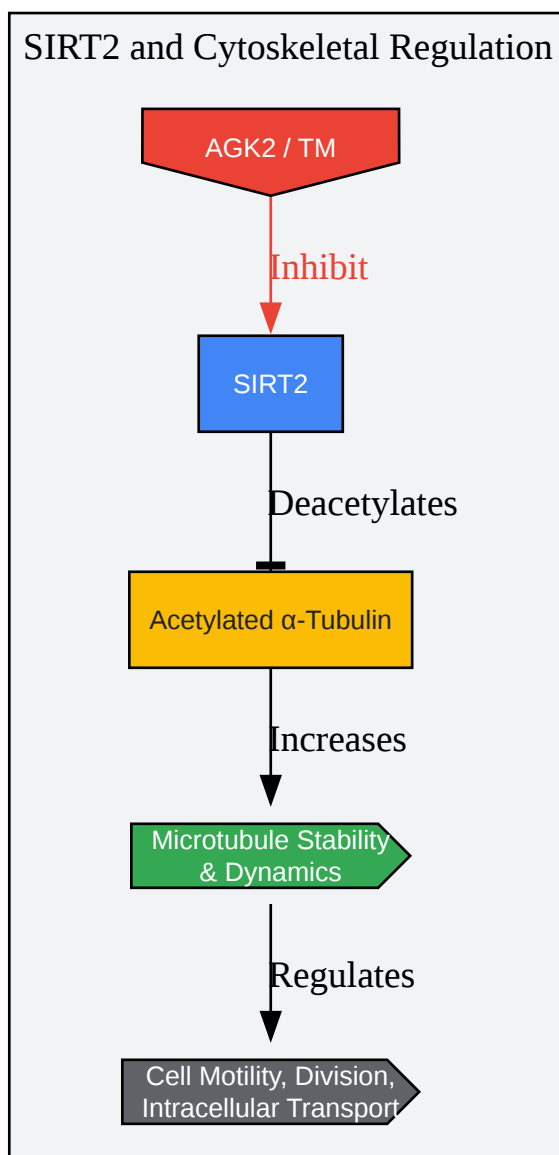 SIRT2 and Cytoskeletal Regulation
AGK2 / TM
Inhibit
SIRT2
Deacetylates
Acetylated α-Tubulin
Increases
Microtubule Stability
& Dynamics
Regulates
Cell Motility, Division,
Intracellular Transport